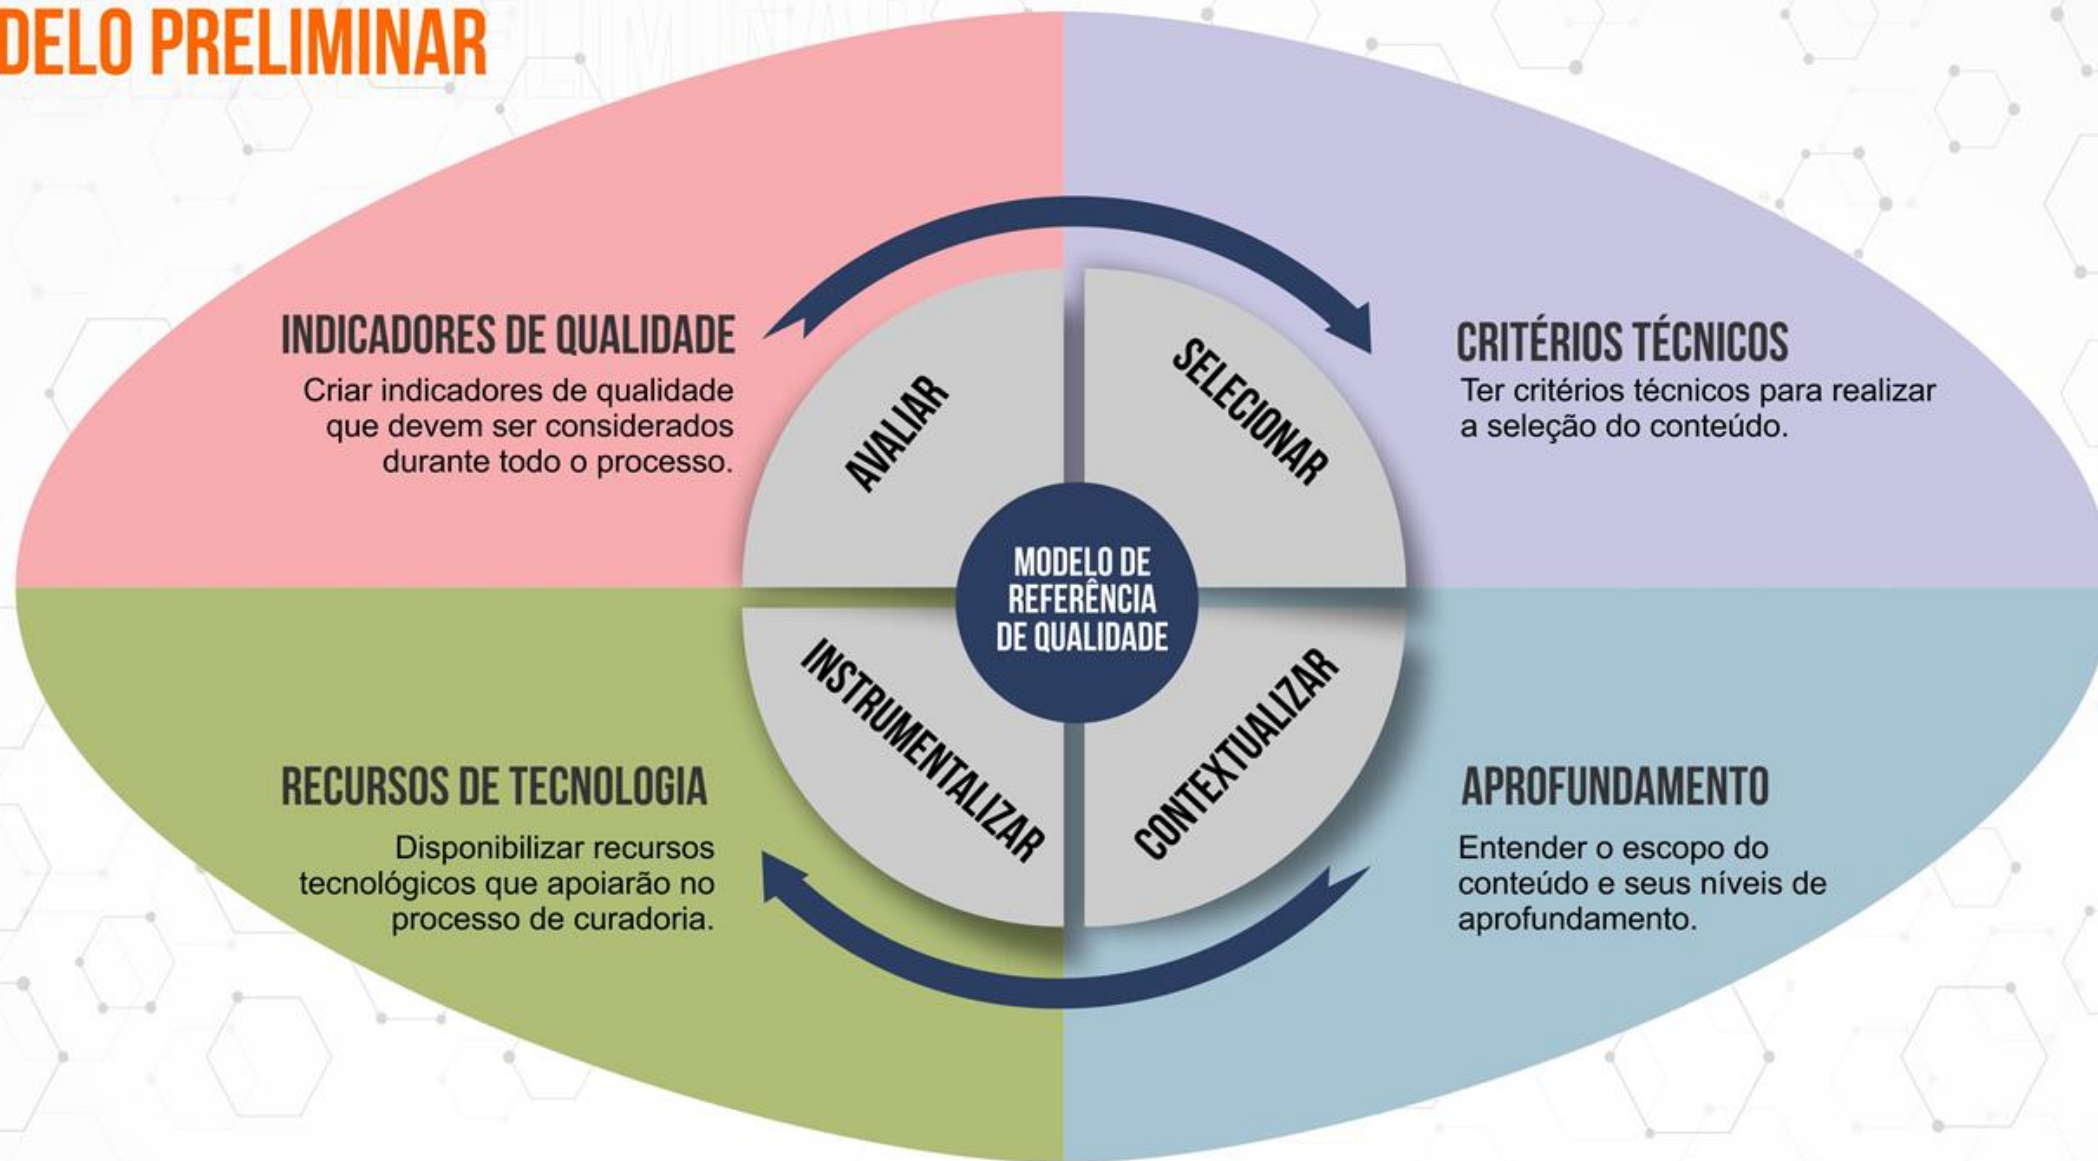 DELO PRELIMINAR
INDICADORES DE QUALIDADE
Criar indicadores de qualidade
que devem ser considerados
durante todo o processo.
CRITÉRIOS TÉCNICOS
Ter critérios técnicos para realizar
a seleção do conteúdo.
AVALIAR
SELECIONAR
MODELO DE
REFERÊNCIA
DE QUALIDADE
INSTRUMENTALIZAR
CONTEXTUALIZAR
RECURSOS DE TECNOLOGIA
Disponibilizar recursos
tecnológicos que apoiarão no
processo de curadoria.
APROFUNDAMENTO
Entender o escopo do
conteúdo e seus níveis de
aprofundamento.